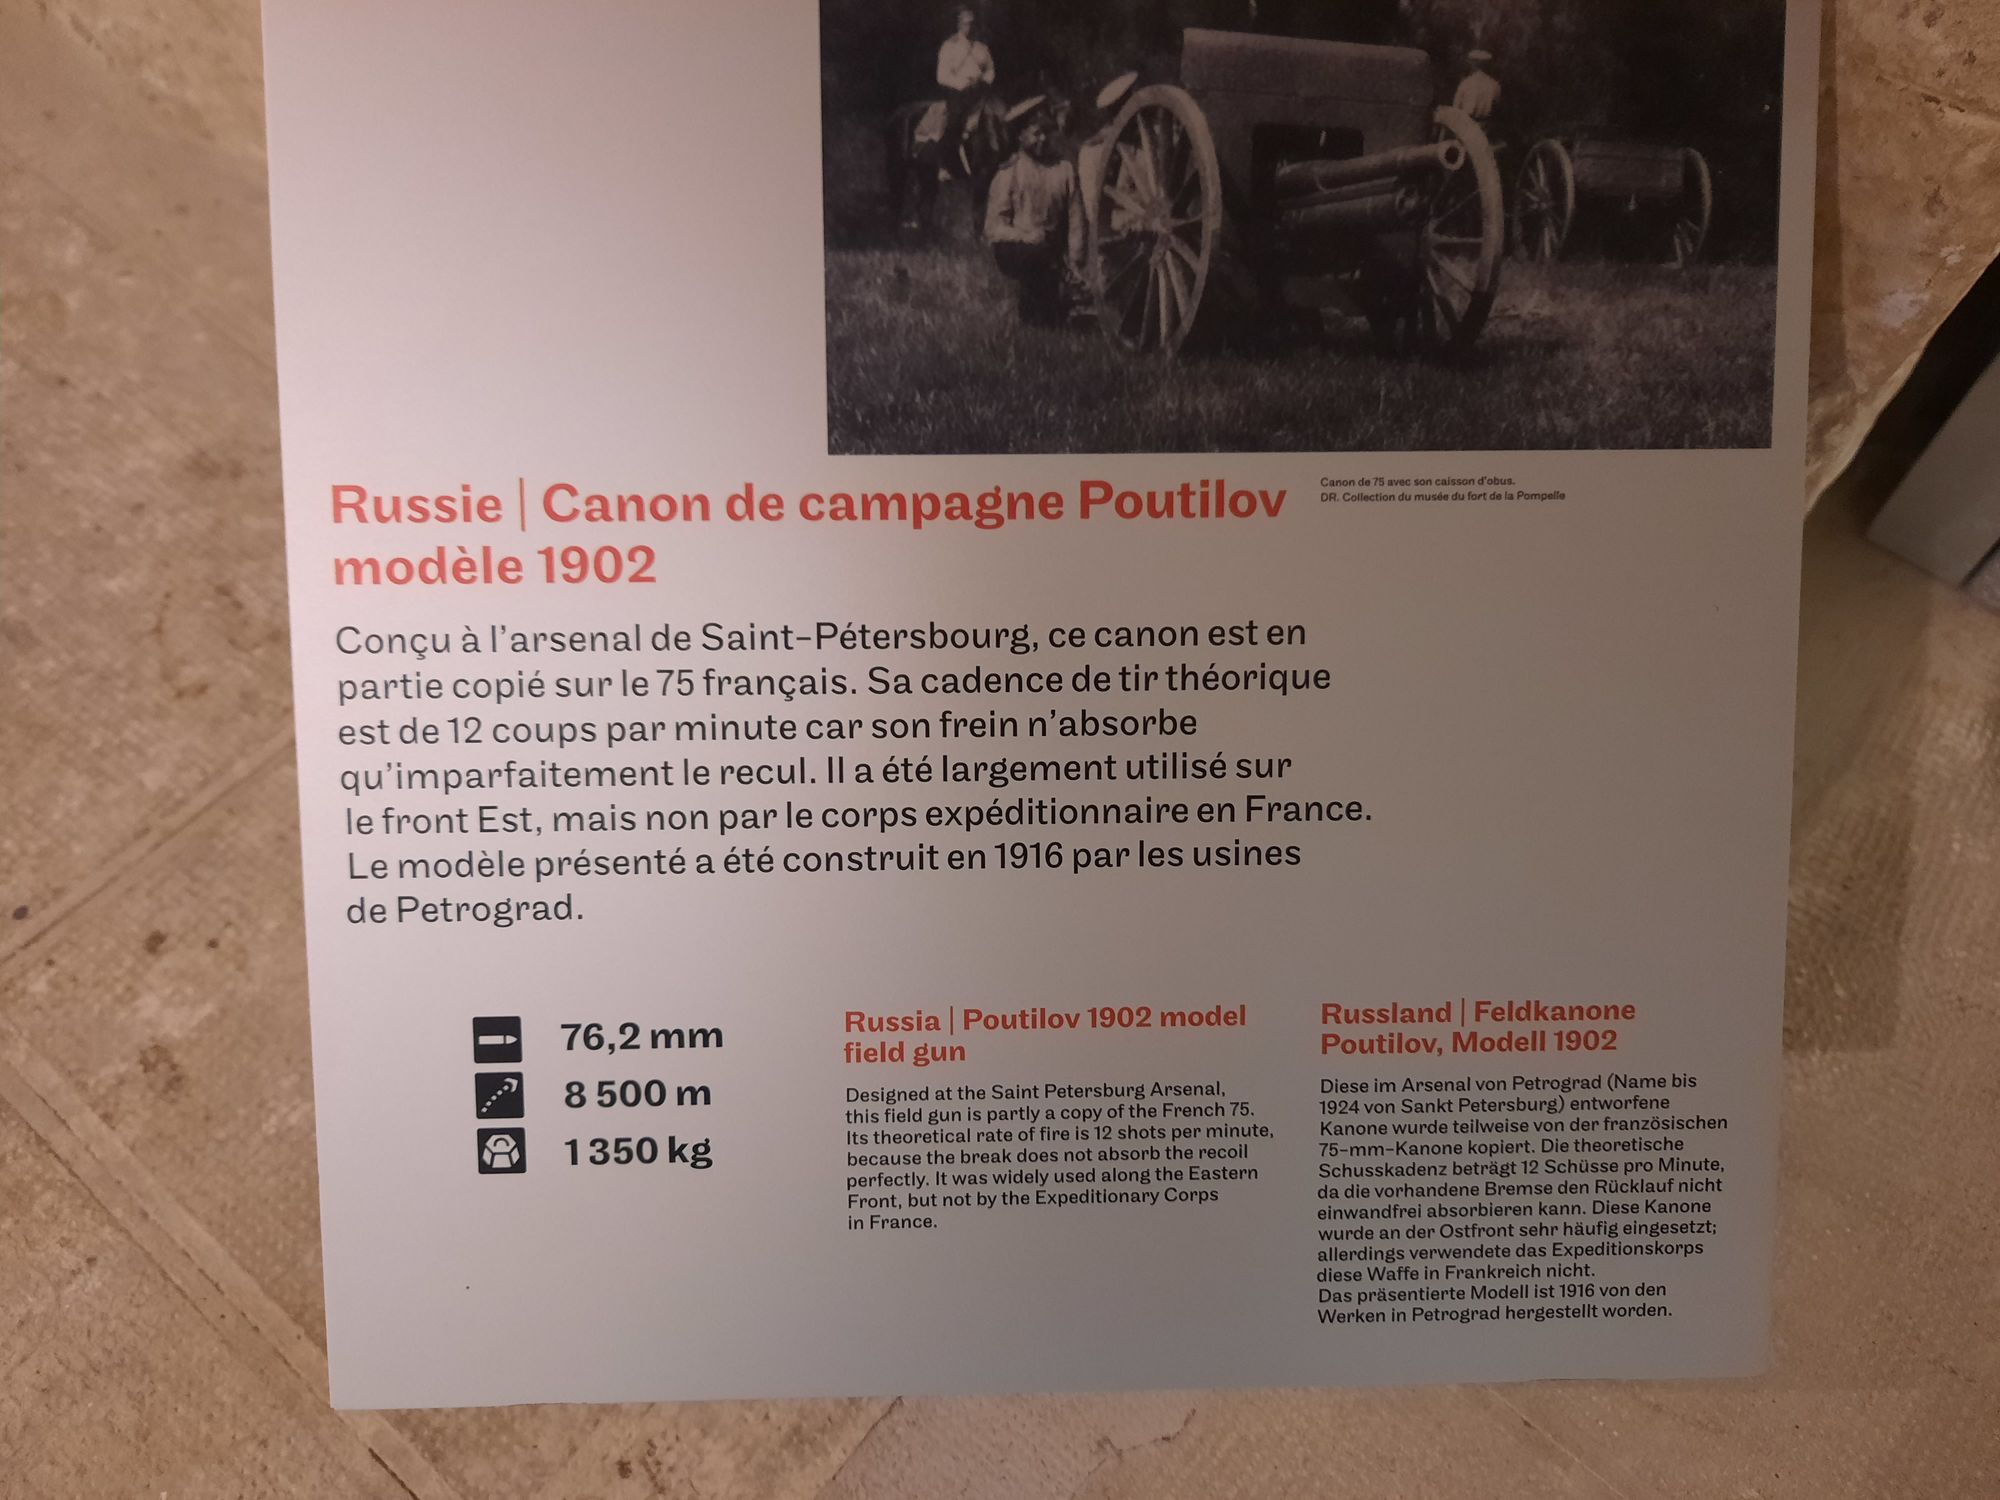 Canon de 75 avec son caisson d'obus.
DR. Collection du musée du fort de la Pompelle
Russie | Canon de campagne Poutilov
modèle 1902
Conçu à l'arsenal de Saint-Pétersbourg, ce canon est en
partie copié sur le 75 français. Sa cadence de tir théorique
est de 12 coups par minute car son frein n'absorbe
qu'imparfaitement le recul. Il a été largement utilisé sur
le front Est, mais non par le corps expéditionnaire en France.
Le modèle présenté a été construit en 1916 par les usines
de Petrograd.
76,2 mm
8 500 m
1 350 kg
Russia | Poutilov 1902 model
field gun
Designed at the Saint Petersburg Arsenal,
this field gun is partly a copy of the French 75.
Its theoretical rate of fire is 12 shots per minute,
because the break does not absorb the recoil
perfectly. It was widely used along the Eastern
Front, but not by the Expeditionary Corps
in France.
Russland | Feldkanone
Poutilov, Modell 1902
Diese im Arsenal von Petrograd (Name bis
1924 von Sankt Petersburg) entworfene
Kanone wurde teilweise von der französischen
75-mm-Kanone kopiert. Die theoretische
Schusskadenz beträgt 12 Schüsse pro Minute,
da die vorhandene Bremse den Rücklauf nicht
einwandfrei absorbieren kann. Diese Kanone
wurde an der Ostfront sehr häufig eingesetzt;
allerdings verwendete das Expeditionskorps
diese Waffe in Frankreich nicht.
Das präsentierte Modell ist 1916 von den
Werken in Petrograd hergestellt worden.